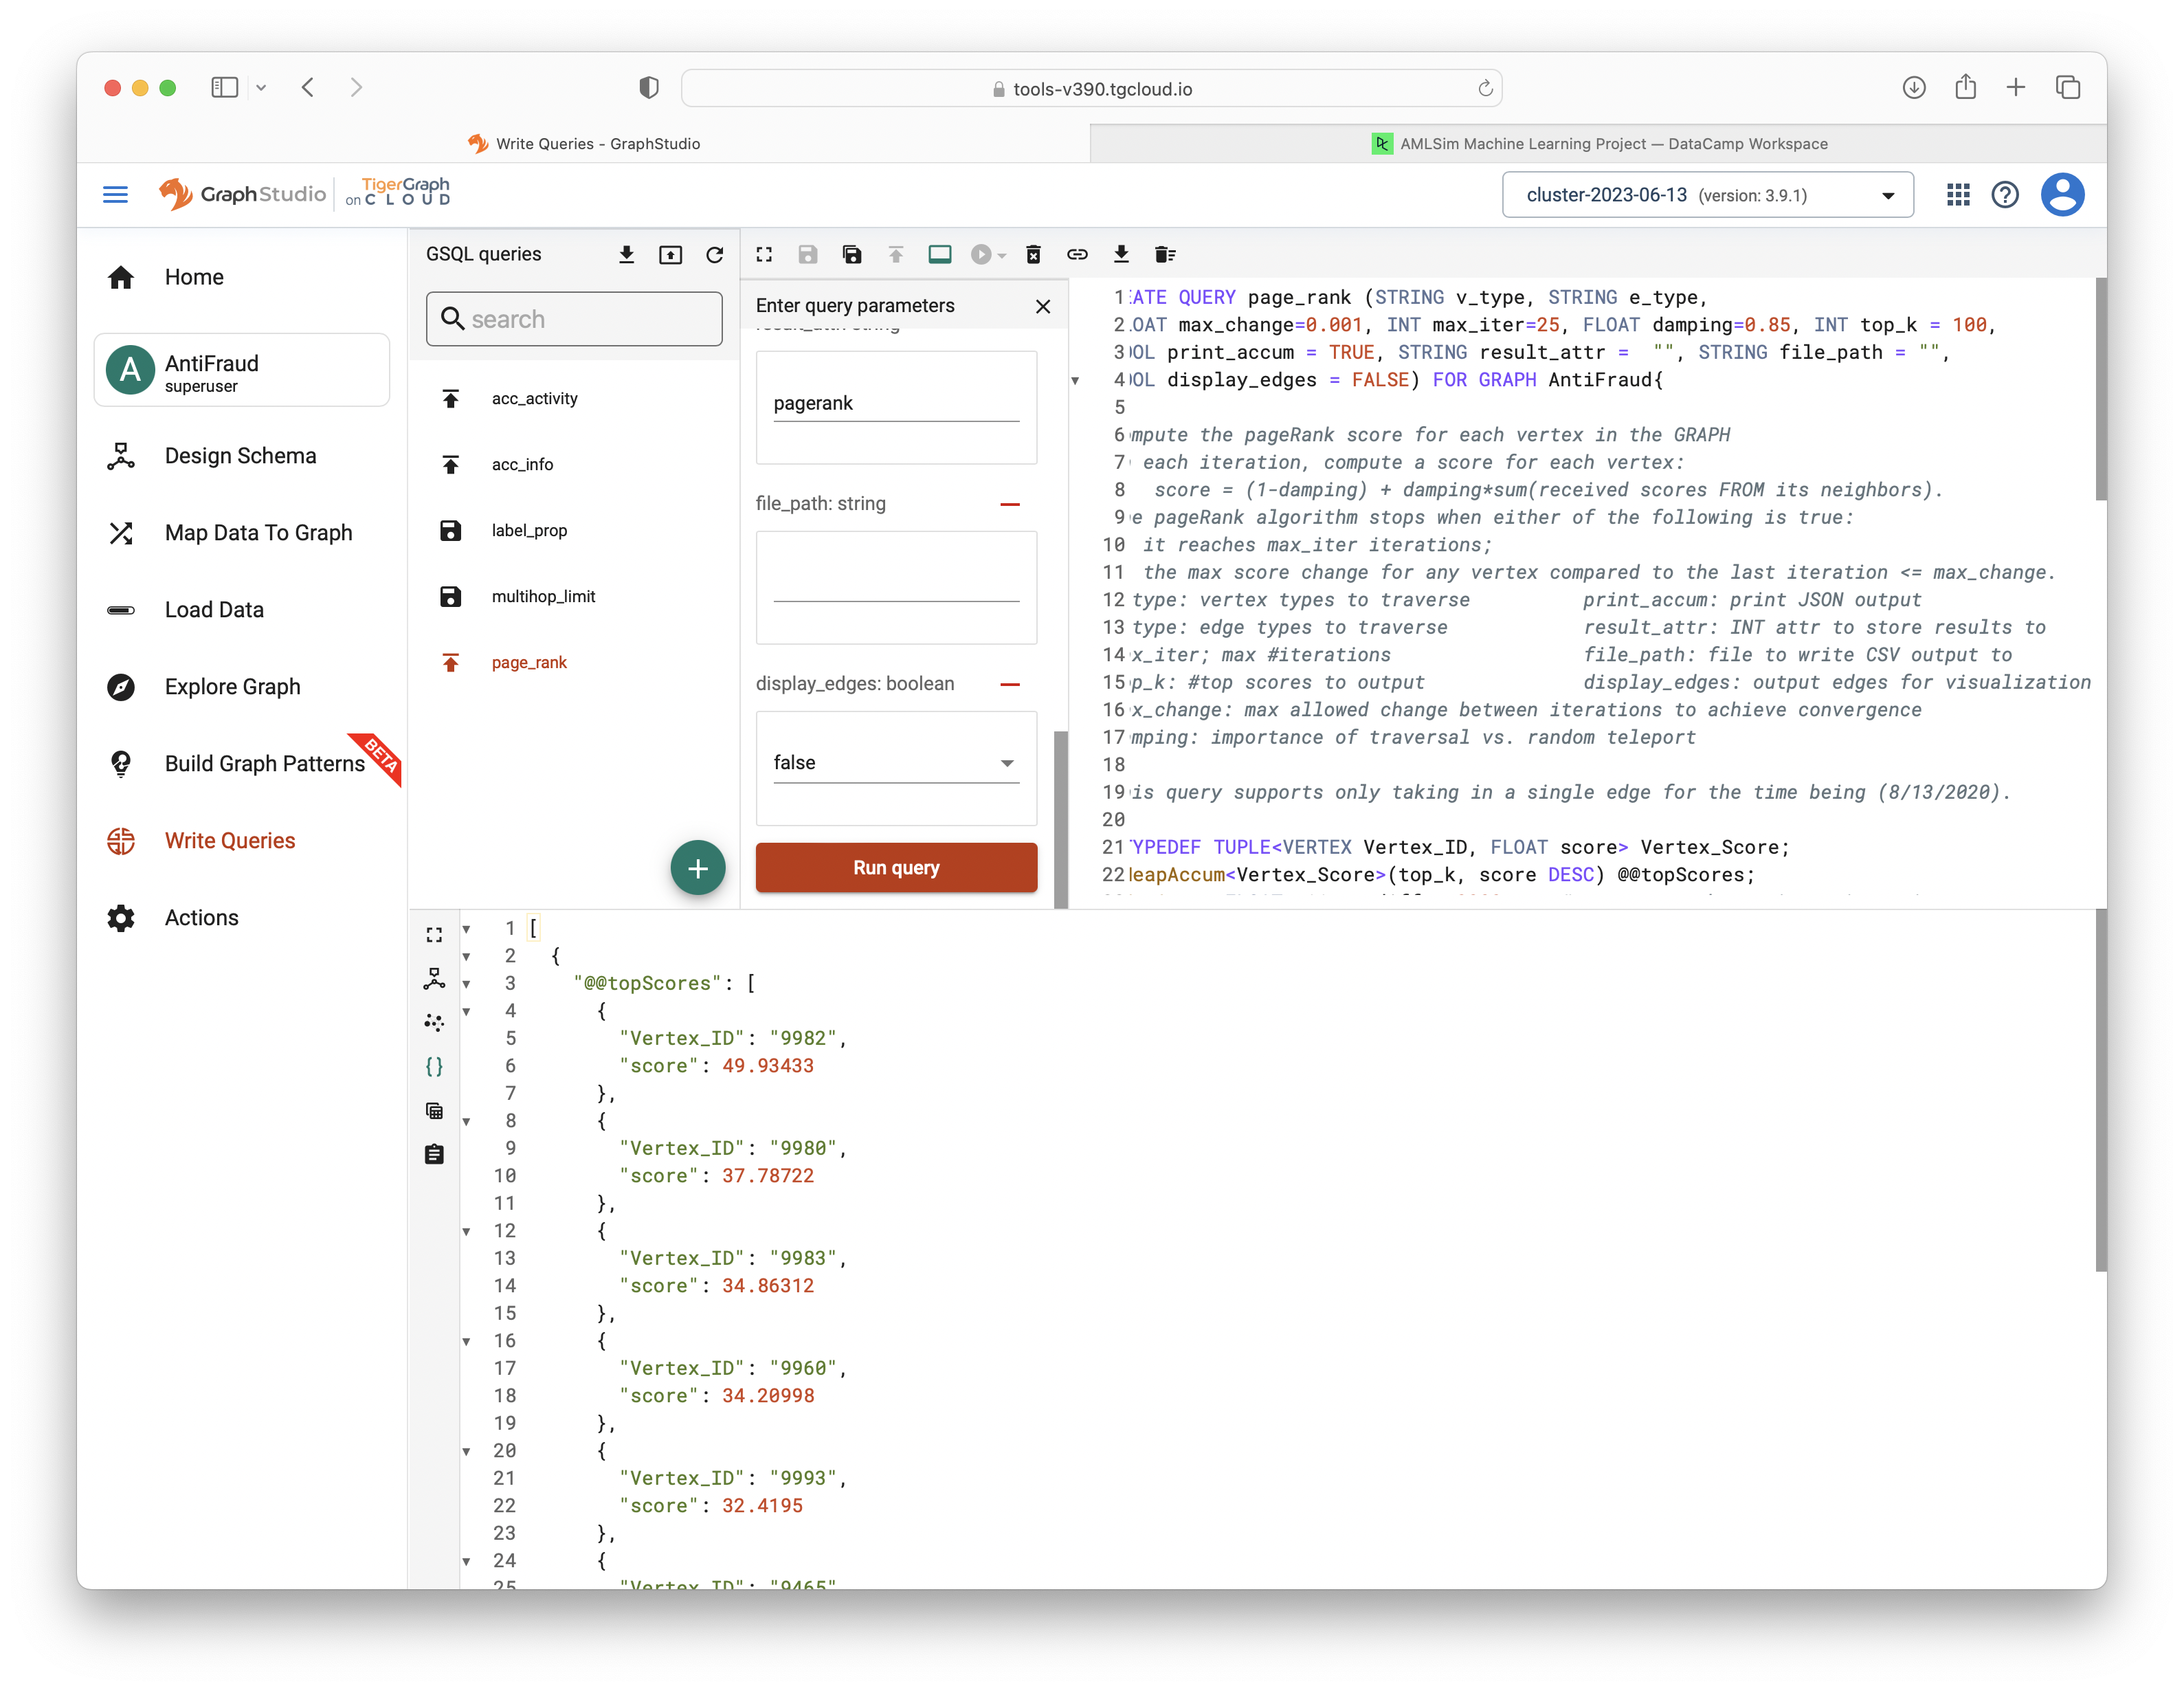 tools-v390.tgcloud.io
Write Queries - GraphStudio
AMLSim Machine Learning Project — DataCamp Workspace
GraphStudio
TigerGraph
on CLOUD
cluster-2023-06-13 (version: 3.9.1)
Home
A
AntiFraud
superuser
Design Schema
Map Data To Graph
Load Data
Explore Graph
Build Graph Patterns
BETA
Write Queries
Actions
GSQL queries
search
acc_activity
acc_info
label_prop
multihop_limit
page_rank
Enter query parameters
result_attr: string
pagerank
file_path: string
display_edges: boolean
false
Run query
1 EATE QUERY page_rank (STRING v_type, STRING e_type,
2 LOAT max_change=0.001, INT max_iter=25, FLOAT damping=0.85, INT top_k = 100,
3 OOL print_accum = TRUE, STRING result_attr =  "", STRING file_path = "",
4 OOL display_edges = FALSE) FOR GRAPH AntiFraud{
5
6 mpute the pageRank score for each vertex in the GRAPH
7 each iteration, compute a score for each vertex:
8 score = (1-damping) + damping*sum(received scores FROM its neighbors).
9 e pageRank algorithm stops when either of the following is true:
10 it reaches max_iter iterations;
11 the max score change for any vertex compared to the last iteration <= max_change.
12 type: vertex types to traverse          print_accum: print JSON output
13 type: edge types to traverse            result_attr: INT attr to store results to
14 x_iter; max #iterations                 file_path: file to write CSV output to
15 p_k: #top scores to output              display_edges: output edges for visualization
16 x_change: max allowed change between iterations to achieve convergence
17 mping: importance of traversal vs. random teleport
18
19 is query supports only taking in a single edge for the time being (8/13/2020).
20
21 YPEDEF TUPLE<VERTEX Vertex_ID, FLOAT score> Vertex_Score;
22 HeapAccum<Vertex_Score>(top_k, score DESC) @@topScores;
1 [
2 {
3 "@@topScores": [
4 {
5 "Vertex_ID": "9982",
6 "score": 49.93433
7 },
8 {
9 "Vertex_ID": "9980",
10 "score": 37.78722
11 },
12 {
13 "Vertex_ID": "9983",
14 "score": 34.86312
15 },
16 {
17 "Vertex_ID": "9960",
18 "score": 34.20998
19 },
20 {
21 "Vertex_ID": "9993",
22 "score": 32.4195
23 },
24 {
25 "Vertex_ID": "9465"